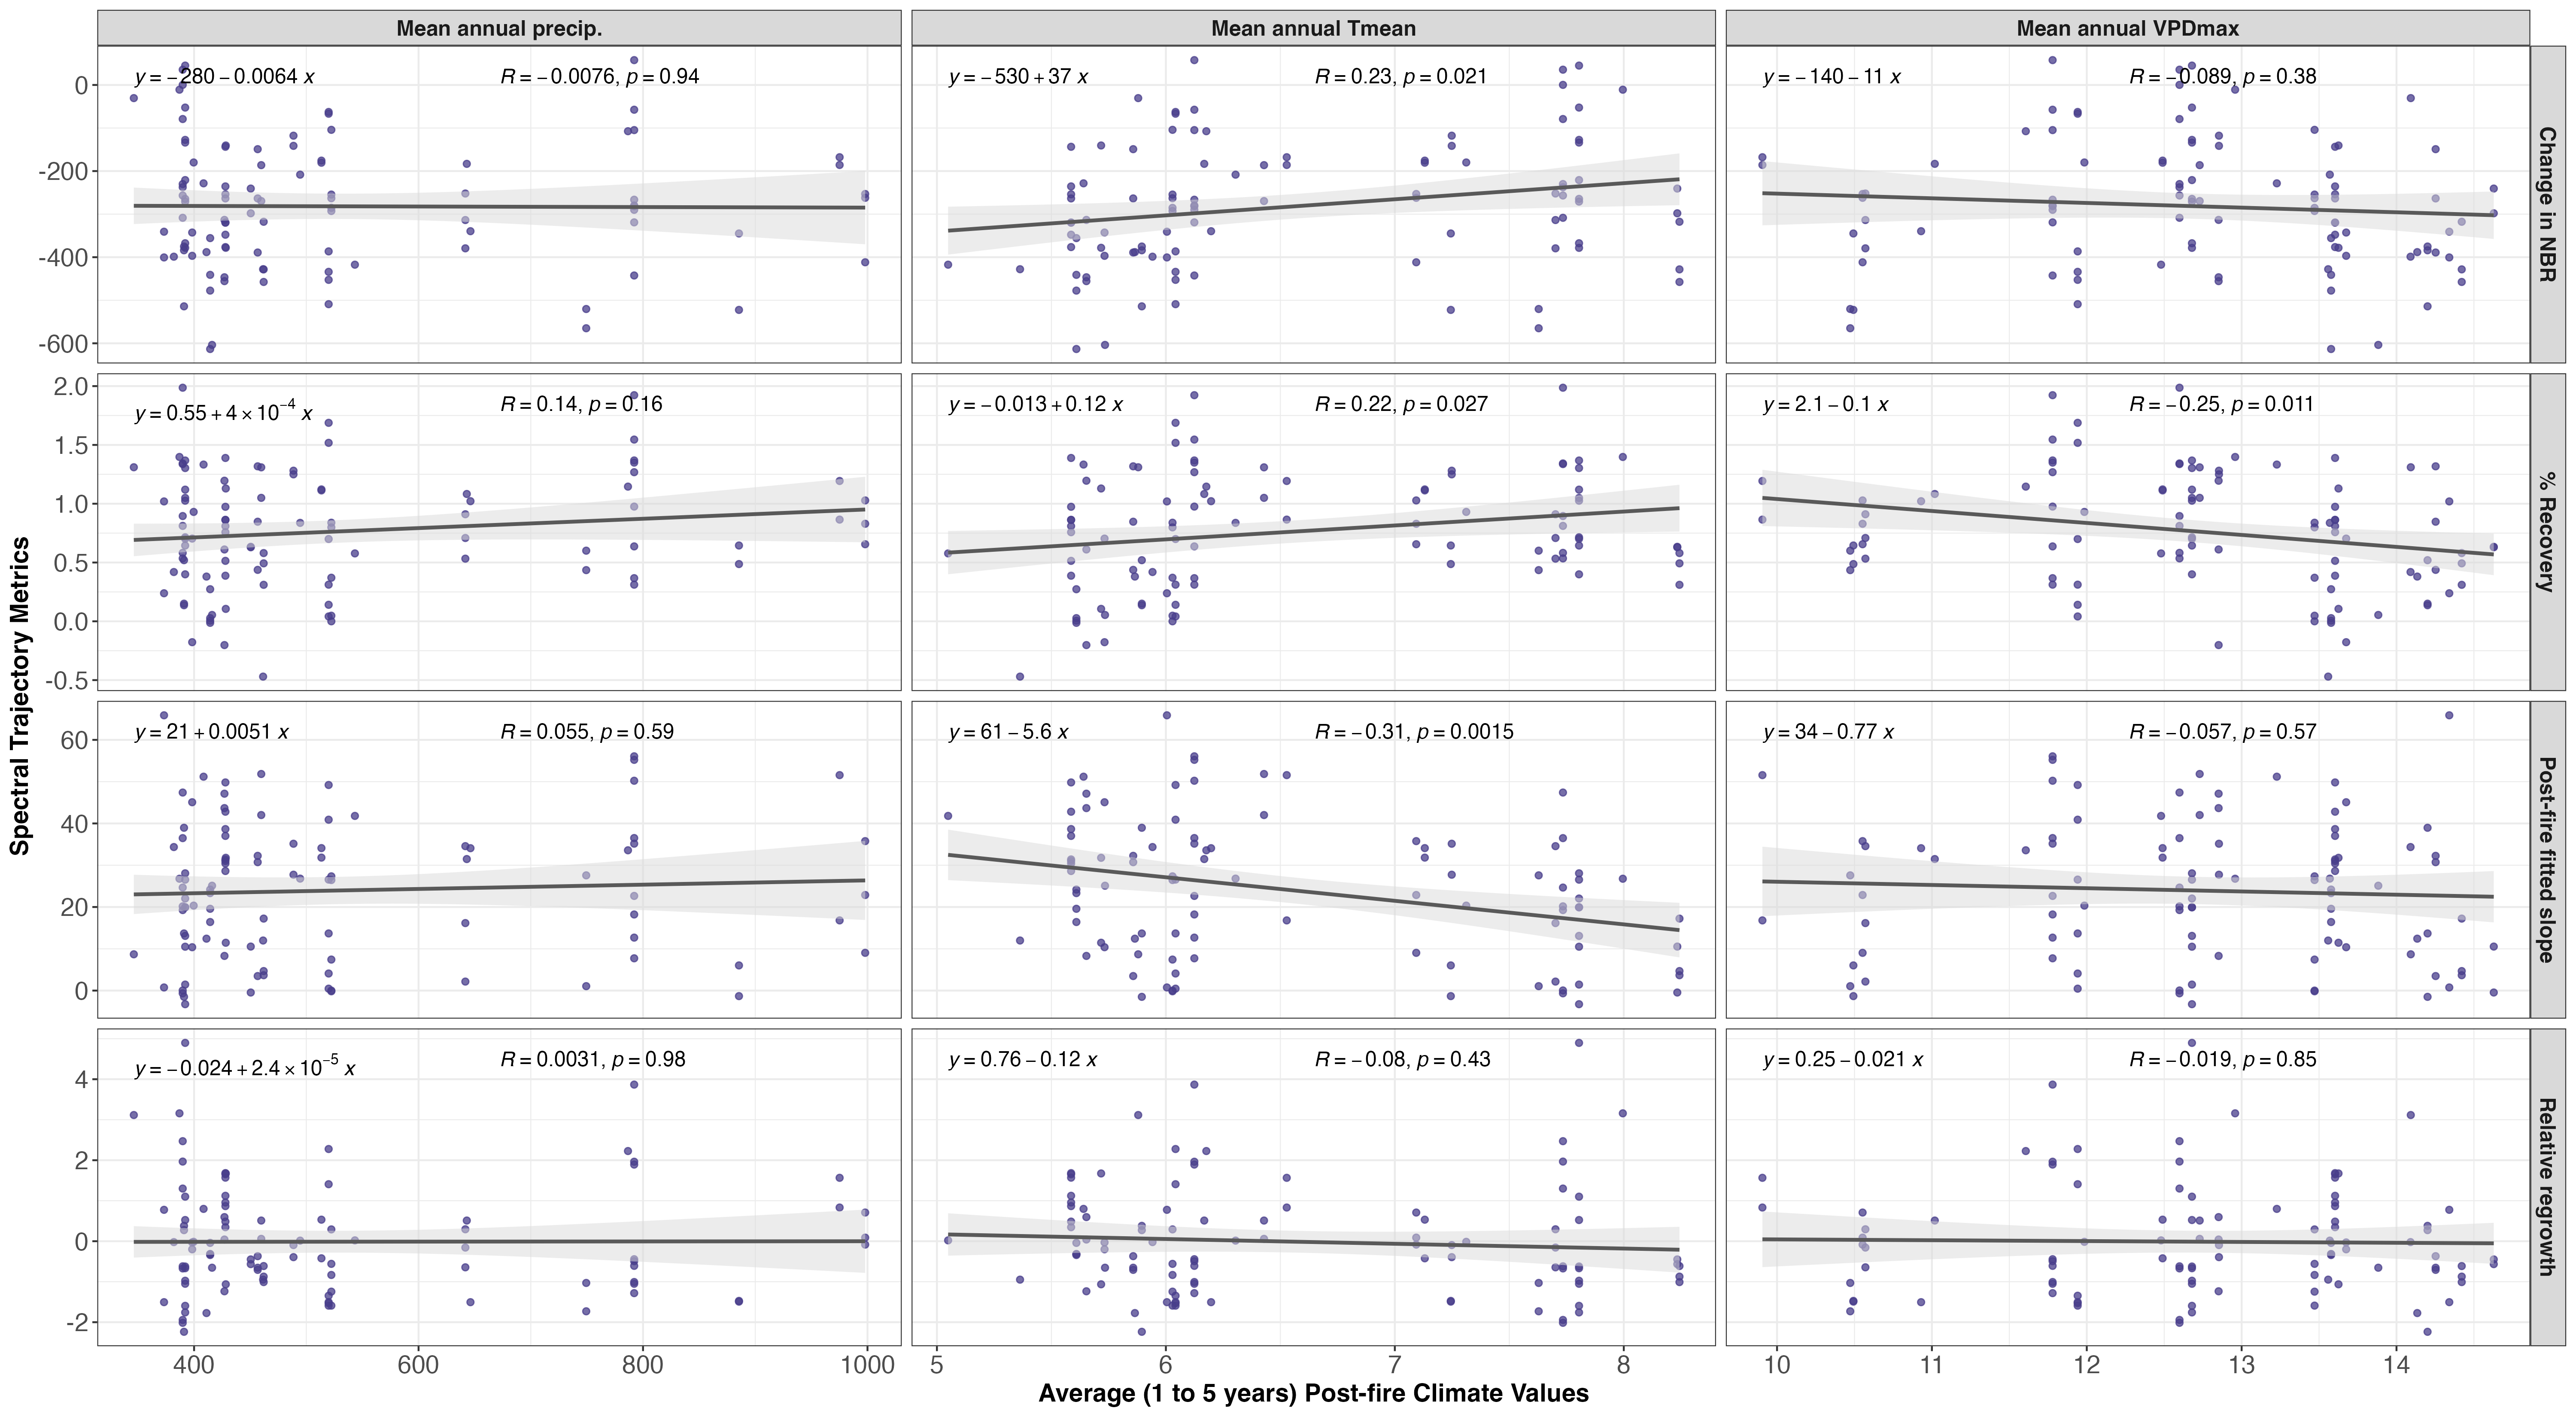 Mean annual precip.
Mean annual Tmean
Mean annual VPDmax
y = −280 − 0.0064 x
R = −0.0076, p = 0.94
y = −530 + 37 x
R = 0.23, p = 0.021
y = −140 − 11 x
R = −0.089, p = 0.38
0
-200
-400
-600
Change in NBR
y = 0.55 + 4 × 10⁻⁴ x
R = 0.14, p = 0.16
y = −0.013 + 0.12 x
R = 0.22, p = 0.027
y = 2.1 − 0.1 x
R = −0.25, p = 0.011
2.0
1.5
1.0
0.5
0.0
-0.5
% Recovery
Spectral Trajectory Metrics
y = 21 + 0.0051 x
R = 0.055, p = 0.59
y = 61 − 5.6 x
R = −0.31, p = 0.0015
y = 34 − 0.77 x
R = −0.057, p = 0.57
60
40
20
0
Post-fire fitted slope
y = −0.024 + 2.4 × 10⁻⁵ x
R = 0.0031, p = 0.98
y = 0.76 − 0.12 x
R = −0.08, p = 0.43
y = 0.25 − 0.021 x
R = −0.019, p = 0.85
4
2
0
-2
Relative regrowth
400 600 800 1000
5 6 7 8
10 11 12 13 14
Average (1 to 5 years) Post-fire Climate Values